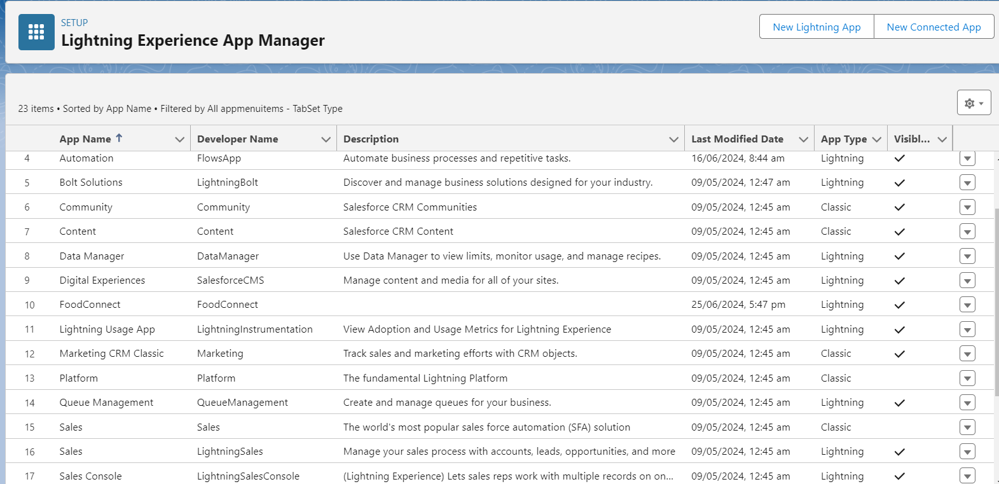 SETUP
Lightning Experience App Manager
New Lightning App New Connected App
23 items • Sorted by App Name • Filtered by All appmenuitems - TabSet Type
App Name Developer Name Description Last Modified Date App Type Visibl...
4 Automation FlowsApp Automate business processes and repetitive tasks. 16/06/2024, 8:44 am Lightning
5 Bolt Solutions LightningBolt Discover and manage business solutions designed for your industry. 09/05/2024, 12:47 am Lightning
6 Community Community Salesforce CRM Communities 09/05/2024, 12:45 am Classic
7 Content Content Salesforce CRM Content 09/05/2024, 12:45 am Classic
8 Data Manager DataManager Use Data Manager to view limits, monitor usage, and manage recipes. 09/05/2024, 12:45 am Lightning
9 Digital Experiences SalesforceCMS Manage content and media for all of your sites. 09/05/2024, 12:45 am Lightning
10 FoodConnect FoodConnect 25/06/2024, 5:47 pm Lightning
11 Lightning Usage App LightningInstrumentation View Adoption and Usage Metrics for Lightning Experience 09/05/2024, 12:45 am Lightning
12 Marketing CRM Classic Marketing Track sales and marketing efforts with CRM objects. 09/05/2024, 12:45 am Classic
13 Platform Platform The fundamental Lightning Platform 09/05/2024, 12:45 am Classic
14 Queue Management QueueManagement Create and manage queues for your business. 09/05/2024, 12:45 am Lightning
15 Sales Sales The world's most popular sales force automation (SFA) solution 09/05/2024, 12:45 am Classic
16 Sales LightningSales Manage your sales process with accounts, leads, opportunities, and more 09/05/2024, 12:45 am Lightning
17 Sales Console LightningSalesConsole (Lightning Experience) Lets sales reps work with multiple records on on... 09/05/2024, 12:45 am Lightning